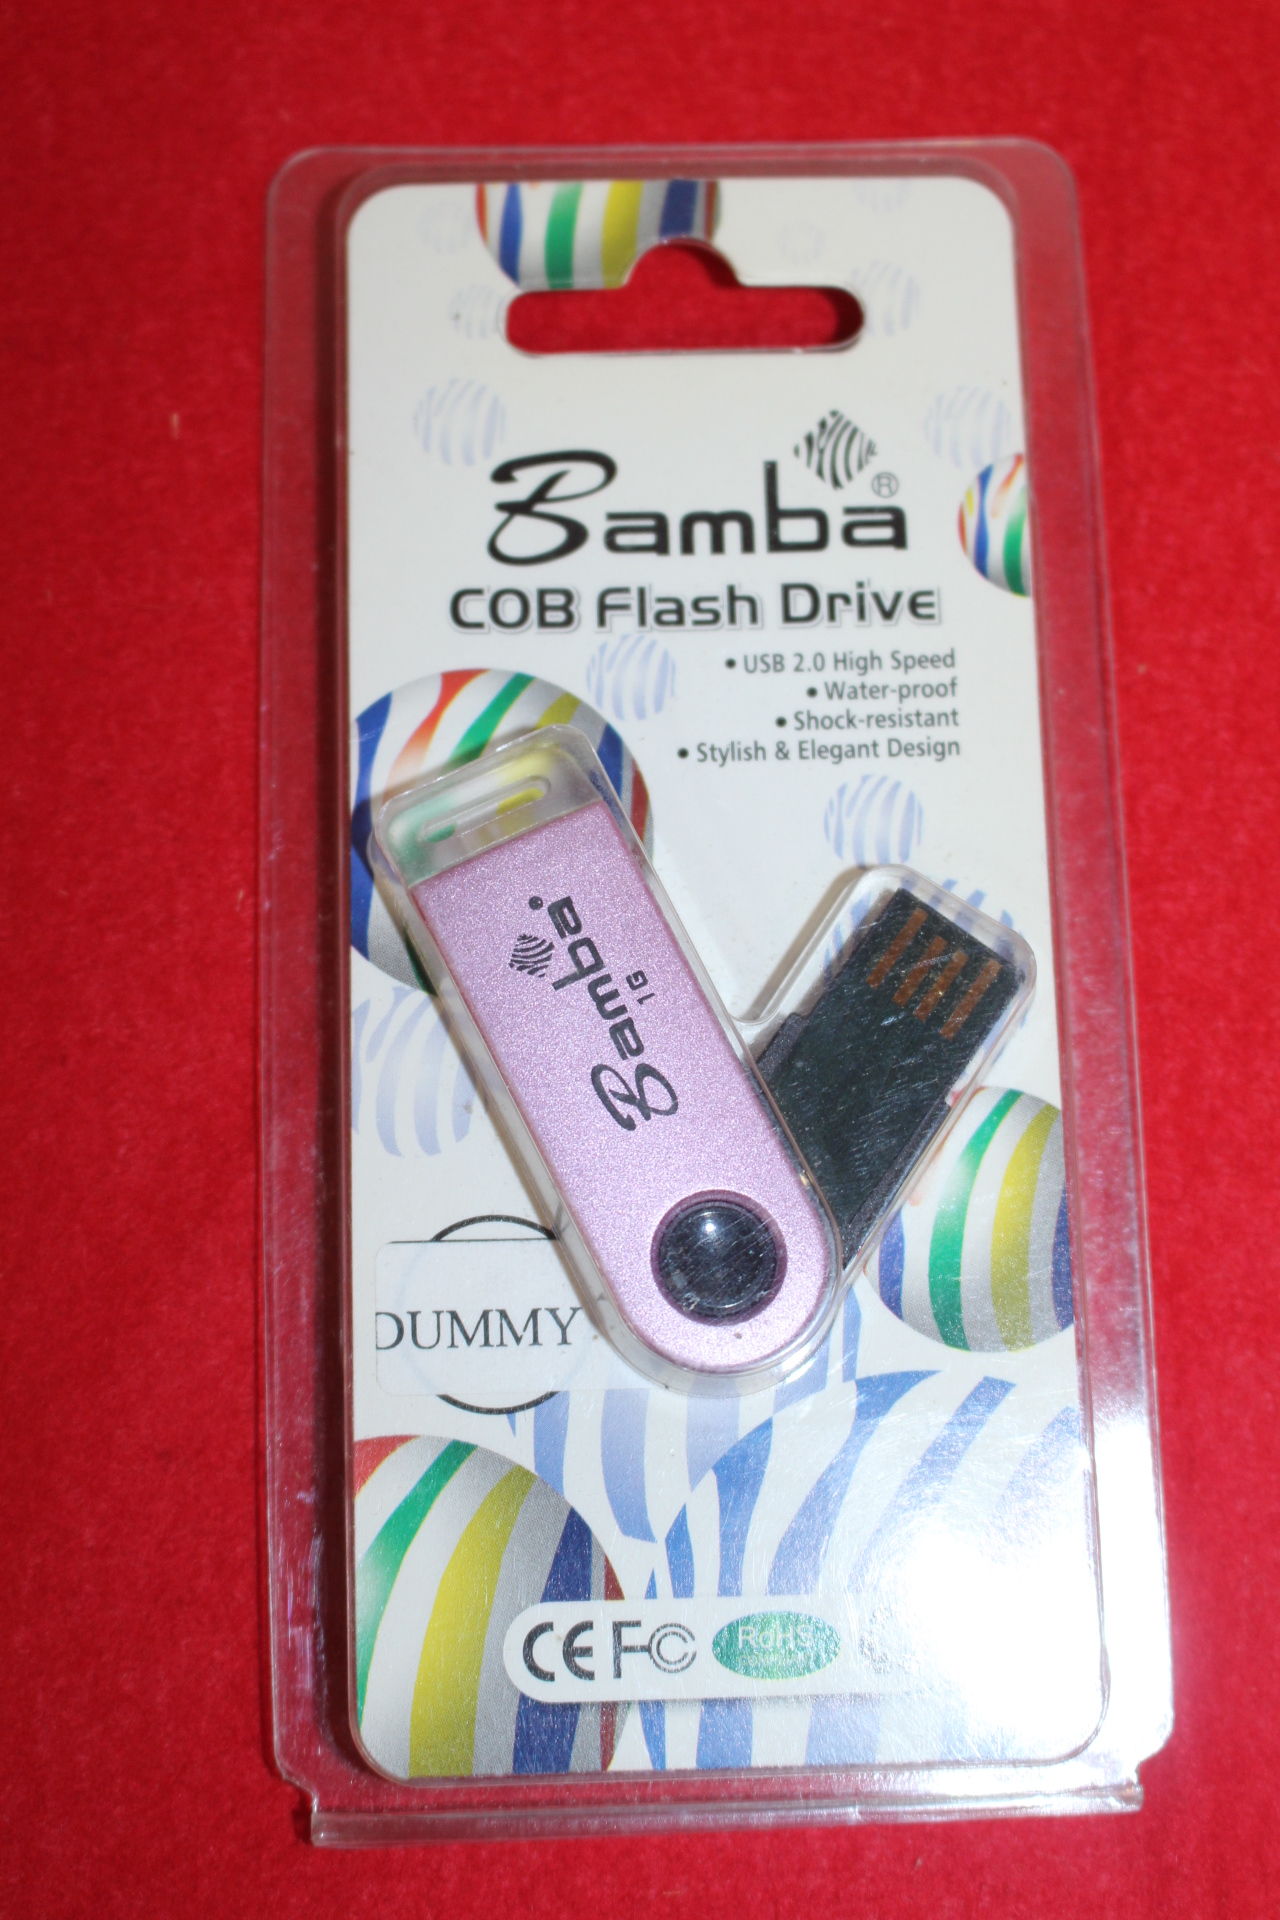 Bamba®
COB Flash Drive
• USB 2.0 High Speed
• Water-proof
• Shock-resistant
• Stylish & Elegant Design
Bamba®
1G
DUMMY
CE FC RoHS